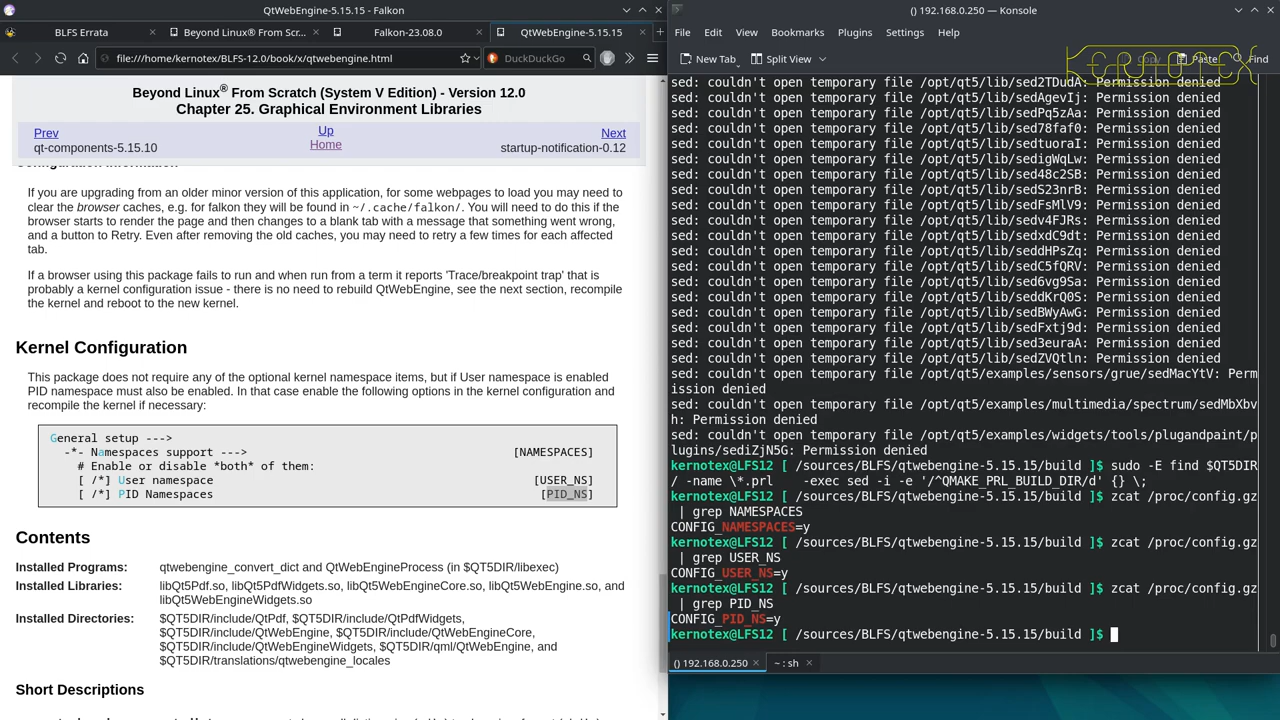 QtWebEngine-5.15.15 - Falkon
BLFS Errata
Beyond Linux® From Scr...
Falkon-23.08.0
QtWebEngine-5.15.15
file:///home/kernotex/BLFS-12.0/book/x/qtwebengine.html
DuckDuckGo
Beyond Linux® From Scratch (System V Edition) - Version 12.0
Chapter 25. Graphical Environment Libraries
Prev
Up
Next
qt-components-5.15.10
Home
startup-notification-0.12
Configuration Information
If you are upgrading from an older minor version of this application, for some webpages to load you may need to
clear the browser caches, e.g. for falkon they will be found in ~/.cache/falkon/. You will need to do this if the
browser starts to render the page and then changes to a blank tab with a message that something went wrong,
and a button to Retry. Even after removing the old caches, you may need to retry a few times for each affected
tab.
If a browser using this package fails to run and when run from a term it reports 'Trace/breakpoint trap' that is
probably a kernel configuration issue - there is no need to rebuild QtWebEngine, see the next section, recompile
the kernel and reboot to the new kernel.
Kernel Configuration
This package does not require any of the optional kernel namespace items, but if User namespace is enabled
PID namespace must also be enabled. In that case enable the following options in the kernel configuration and
recompile the kernel if necessary:
General setup --->
-*- Namespaces support ---> [NAMESPACES]
# Enable or disable *both* of them:
[ /*] User namespace [USER_NS]
[ /*] PID Namespaces [PID_NS]
Contents
Installed Programs: qtwebengine_convert_dict and QtWebEngineProcess (in $QT5DIR/libexec)
Installed Libraries: libQt5Pdf.so, libQt5PdfWidgets.so, libQt5WebEngineCore.so, libQt5WebEngine.so, and
libQt5WebEngineWidgets.so
Installed Directories: $QT5DIR/include/QtPdf, $QT5DIR/include/QtPdfWidgets,
$QT5DIR/include/QtWebEngine, $QT5DIR/include/QtWebEngineCore,
$QT5DIR/include/QtWebEngineWidgets, $QT5DIR/qml/QtWebEngine, and
$QT5DIR/translations/qtwebengine_locales
Short Descriptions
() 192.168.0.250 — Konsole
File Edit View Bookmarks Plugins Settings Help
New Tab Split View Copy Paste Find
Kernotex
sed: couldn't open temporary file /opt/qt5/lib/sed2TDudA: Permission denied
sed: couldn't open temporary file /opt/qt5/lib/sedAgevIj: Permission denied
sed: couldn't open temporary file /opt/qt5/lib/sedPq5zAa: Permission denied
sed: couldn't open temporary file /opt/qt5/lib/sed78faf0: Permission denied
sed: couldn't open temporary file /opt/qt5/lib/sedtuoraI: Permission denied
sed: couldn't open temporary file /opt/qt5/lib/sedigWqLw: Permission denied
sed: couldn't open temporary file /opt/qt5/lib/sed48c2SB: Permission denied
sed: couldn't open temporary file /opt/qt5/lib/sedS23nrB: Permission denied
sed: couldn't open temporary file /opt/qt5/lib/sedFsMlV9: Permission denied
sed: couldn't open temporary file /opt/qt5/lib/sedv4FJRs: Permission denied
sed: couldn't open temporary file /opt/qt5/lib/sedxdC9dt: Permission denied
sed: couldn't open temporary file /opt/qt5/lib/seddHPsZq: Permission denied
sed: couldn't open temporary file /opt/qt5/lib/sedC5fQRV: Permission denied
sed: couldn't open temporary file /opt/qt5/lib/sed6vg9Sa: Permission denied
sed: couldn't open temporary file /opt/qt5/lib/seddKrQ0S: Permission denied
sed: couldn't open temporary file /opt/qt5/lib/sedBWyAwG: Permission denied
sed: couldn't open temporary file /opt/qt5/lib/sedFxtj9d: Permission denied
sed: couldn't open temporary file /opt/qt5/lib/sed3euraA: Permission denied
sed: couldn't open temporary file /opt/qt5/lib/sedZVQtln: Permission denied
sed: couldn't open temporary file /opt/qt5/examples/sensors/grue/sedMacYtV: Perm
ission denied
sed: couldn't open temporary file /opt/qt5/examples/multimedia/spectrum/sedMbXbv
h: Permission denied
sed: couldn't open temporary file /opt/qt5/examples/widgets/tools/plugandpaint/p
lugins/sediZjN5G: Permission denied
kernotex@LFS12 [ /sources/BLFS/qtwebengine-5.15.15/build ]$ sudo -E find $QT5DIR
/ -name \*.prl -exec sed -i -e '/^QMAKE_PRL_BUILD_DIR/d' {} \;
kernotex@LFS12 [ /sources/BLFS/qtwebengine-5.15.15/build ]$ zcat /proc/config.gz
| grep NAMESPACES
CONFIG_NAMESPACES=y
kernotex@LFS12 [ /sources/BLFS/qtwebengine-5.15.15/build ]$ zcat /proc/config.gz
| grep USER_NS
CONFIG_USER_NS=y
kernotex@LFS12 [ /sources/BLFS/qtwebengine-5.15.15/build ]$ zcat /proc/config.gz
| grep PID_NS
CONFIG_PID_NS=y
kernotex@LFS12 [ /sources/BLFS/qtwebengine-5.15.15/build ]$
() 192.168.0.250
~ : sh